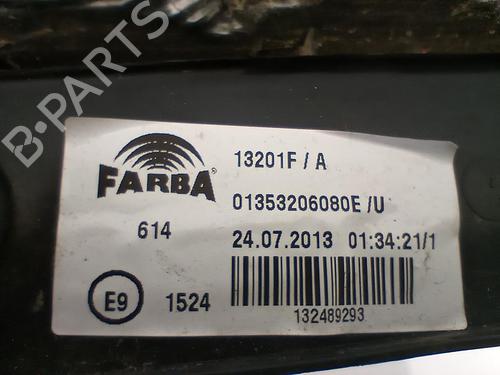 B-PARTS
FARBA®
13201F / A
01353206080E /U
614
24.07.2013 01:34:21/1
E9
1524
132489293